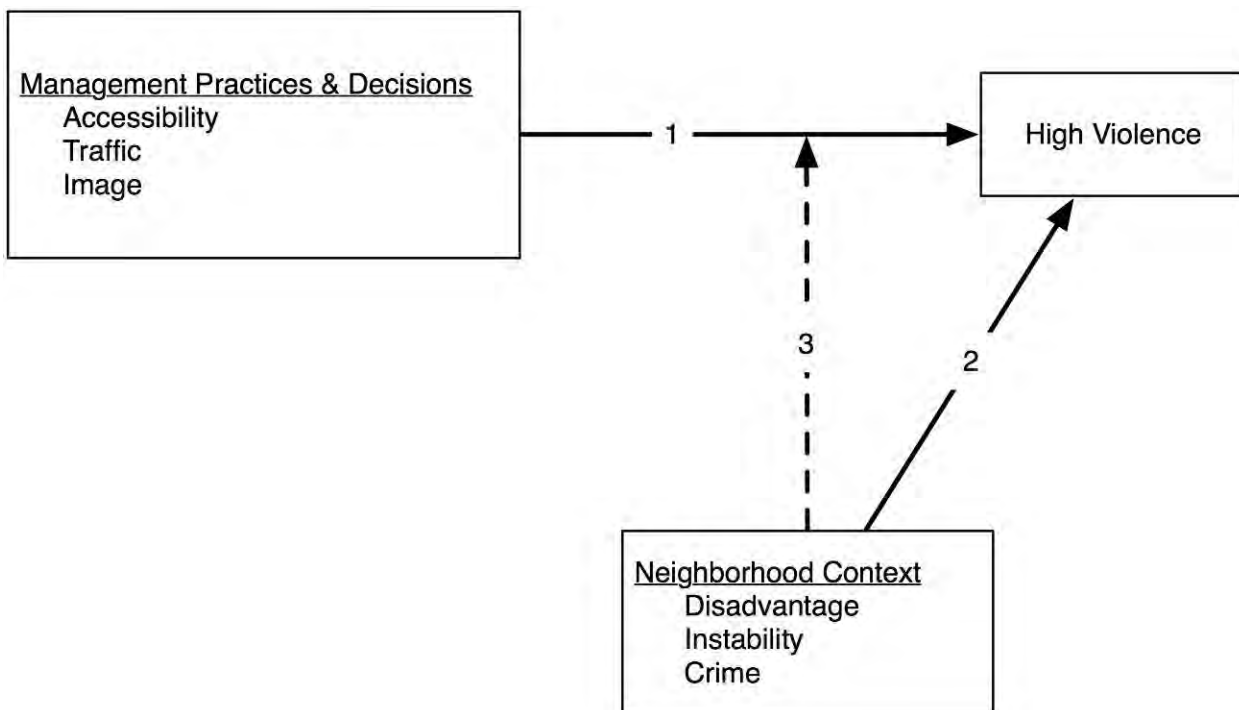 Management Practices & Decisions
Accessibility
Traffic
Image
1
High Violence
3
2
Neighborhood Context
Disadvantage
Instability
Crime